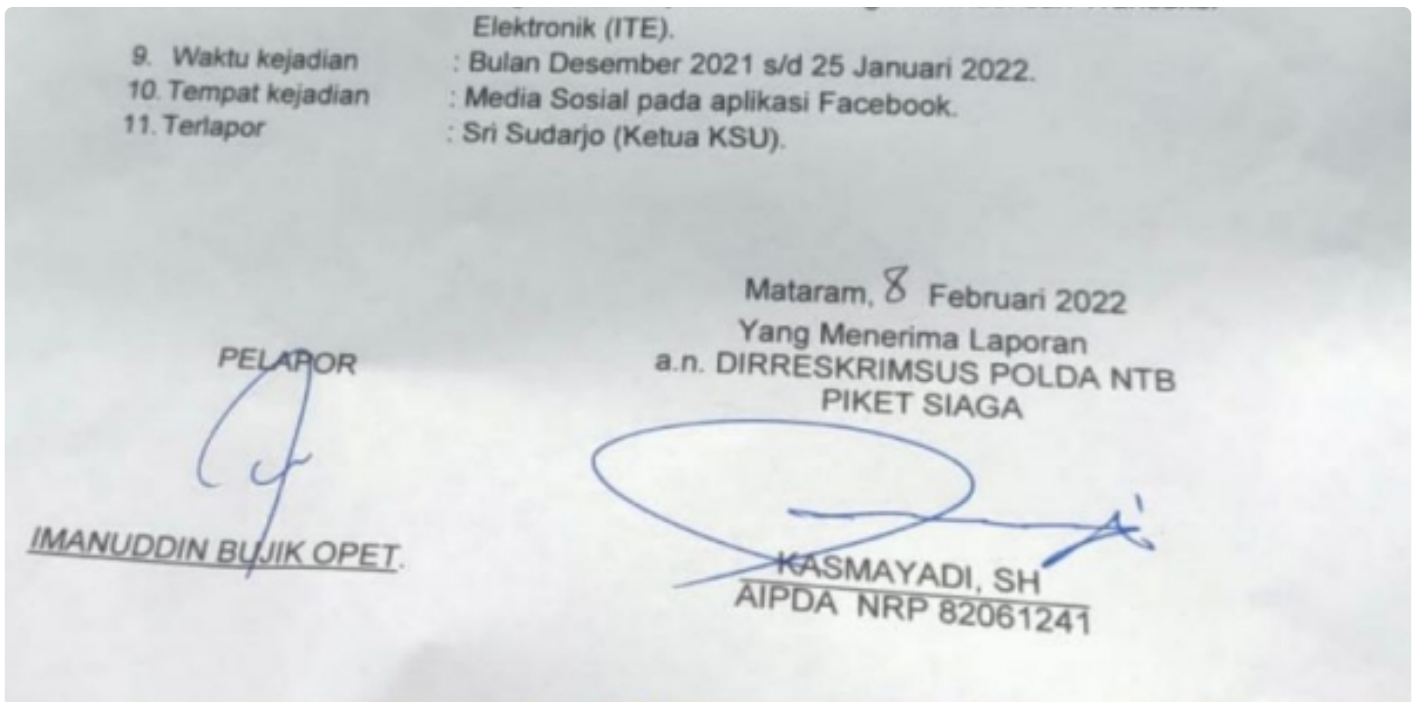 Elektronik (ITE).
9. Waktu kejadian : Bulan Desember 2021 s/d 25 Januari 2022.
10. Tempat kejadian : Media Sosial pada aplikasi Facebook.
11. Terlapor : Sri Sudarjo (Ketua KSU).
Mataram, 8 Februari 2022
Yang Menerima Laporan
a.n. DIRRESKRIMSUS POLDA NTB
PIKET SIAGA
KASMAYADI, SH
AIPDA NRP 82061241
PELAPOR
IMANUDDIN BUJIK OPET.